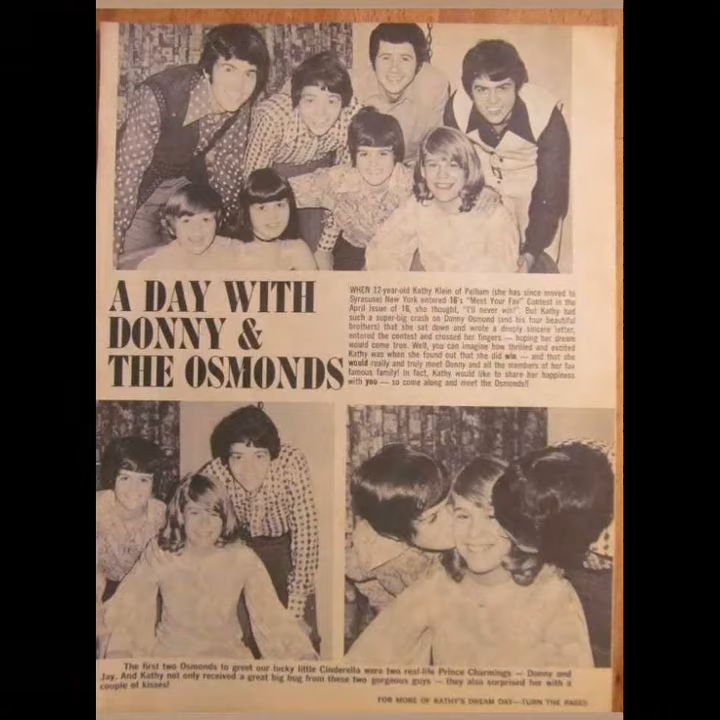 A DAY WITH
DONNY &
THE OSMONDS
WHEN 12-year-old Kathy Klein of Pelham (she has since moved to
Syracuse) New York entered 16's "Meet Your Fav" Contest in the
April issue of 16, she thought, "I'll never win!". But Kathy had
such a super-big crash on Donny Osmond (and his four beautiful
brothers) that she sat down and wrote a deeply sincere letter,
entered the contest and crossed her fingers — hoping her dream
would come true. Well, you can imagine how thrilled and excited
Kathy was when she found out that she did win — and that she
would really and truly meet Donny and all the members of her fav
famous family! In fact, Kathy would like to share her happiness
with you — so come along and meet the Osmonds!!
The first two Osmonds to greet our lucky little Cinderella were two real-life Prince Charmings — Donny and
Jay. And Kathy not only received a great big hug from these two gorgeous guys — they also surprised her with a
couple of kisses!
FOR MORE OF KATHY'S DREAM DAY—TURN THE PAGES